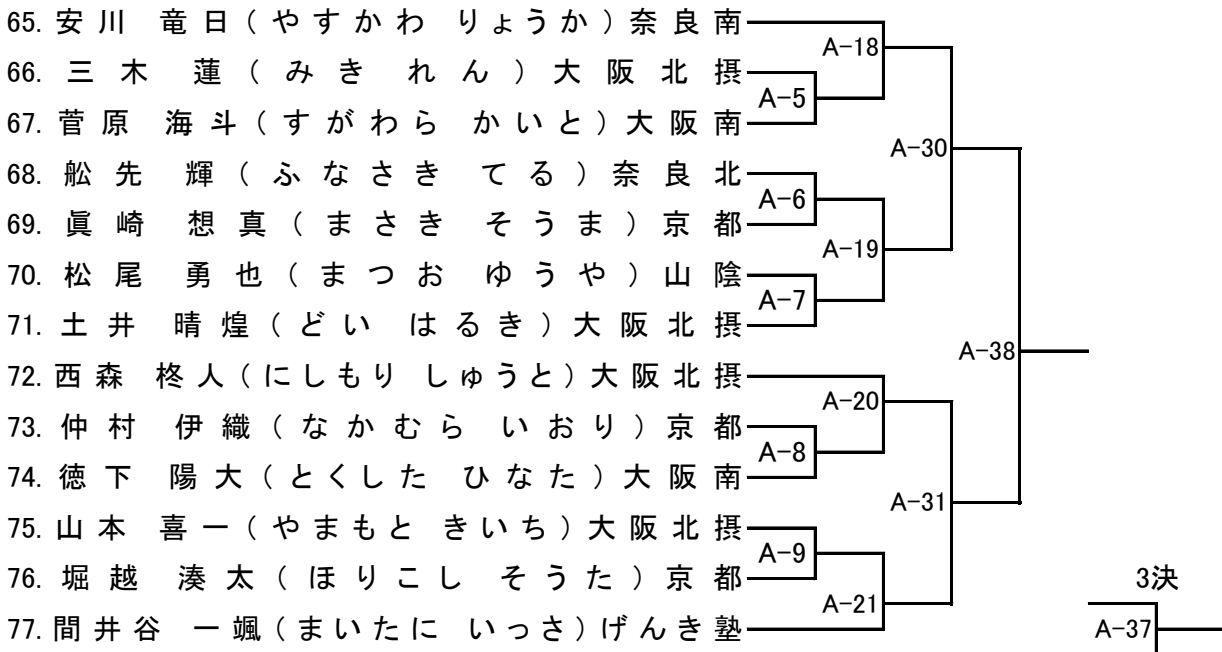 65. 安川 竜日(やすかわ りょうか)奈良南
A-18
66. 三木 蓮(みき れん)大阪北摂
A-5
67. 菅原 海斗(すがわら かいと)大阪南
A-30
68. 舩先 輝(ふなさき てる)奈良北
A-6
69. 眞崎 想真(まさき そうま)京都
A-19
70. 松尾 勇也(まつお ゆうや)山陰
A-7
71. 土井 晴煌(どい はるき)大阪北摂
A-38
72. 西森 柊人(にしもり しゅうと)大阪北摂
A-20
73. 仲村 伊織(なかむら いおり)京都
A-8
74. 徳下 陽大(とくした ひなた)大阪南
A-31
75. 山本 喜一(やまもと きいち)大阪北摂
A-9
76. 堀越 湊太(ほりこし そうた)京都
3決
A-21
77. 間井谷 一颯(まいたに いっさ)げんき塾
A-37